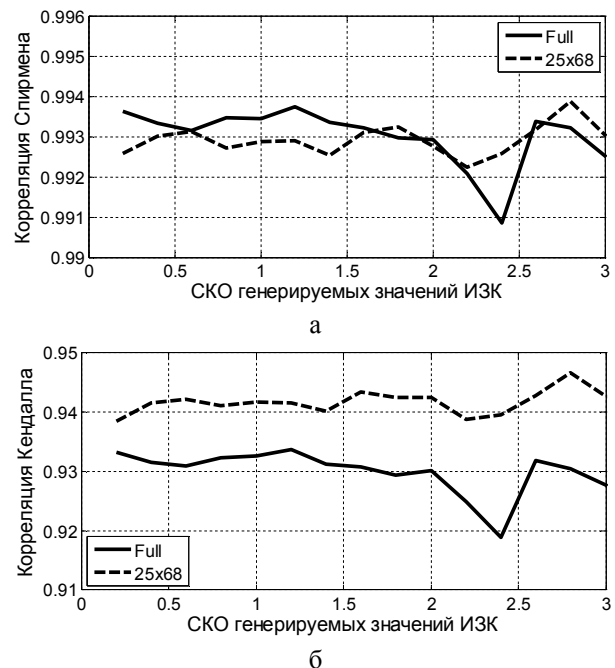 0.996
0.995
0.994
0.993
0.992
0.991
0.99
Корреляция Спирмена
Full
25x68
0 0.5 1 1.5 2 2.5 3
СКО генерируемых значений ИЗК
а
0.95
0.94
0.93
0.92
0.91
Корреляция Кендалла
Full
25x68
0 0.5 1 1.5 2 2.5 3
СКО генерируемых значений ИЗК
б